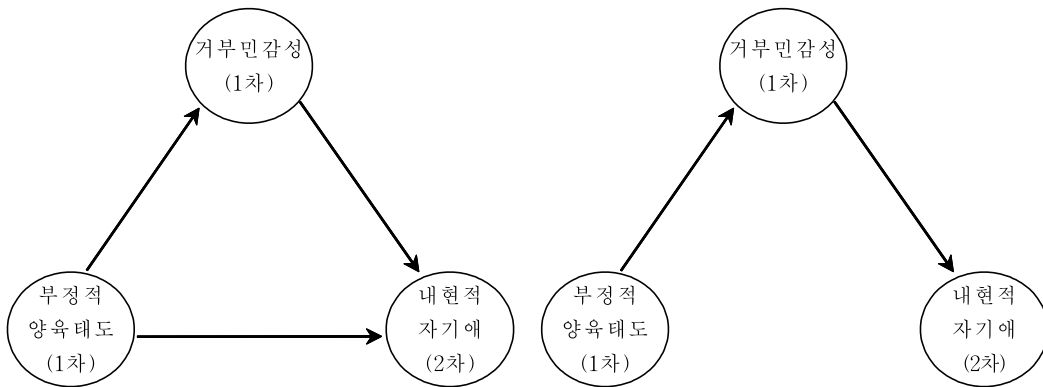 거부민감성
(1차)
거부민감성
(1차)
부정적
양육태도
(1차)
내현적
자기애
(2차)
부정적
양육태도
(1차)
내현적
자기애
(2차)